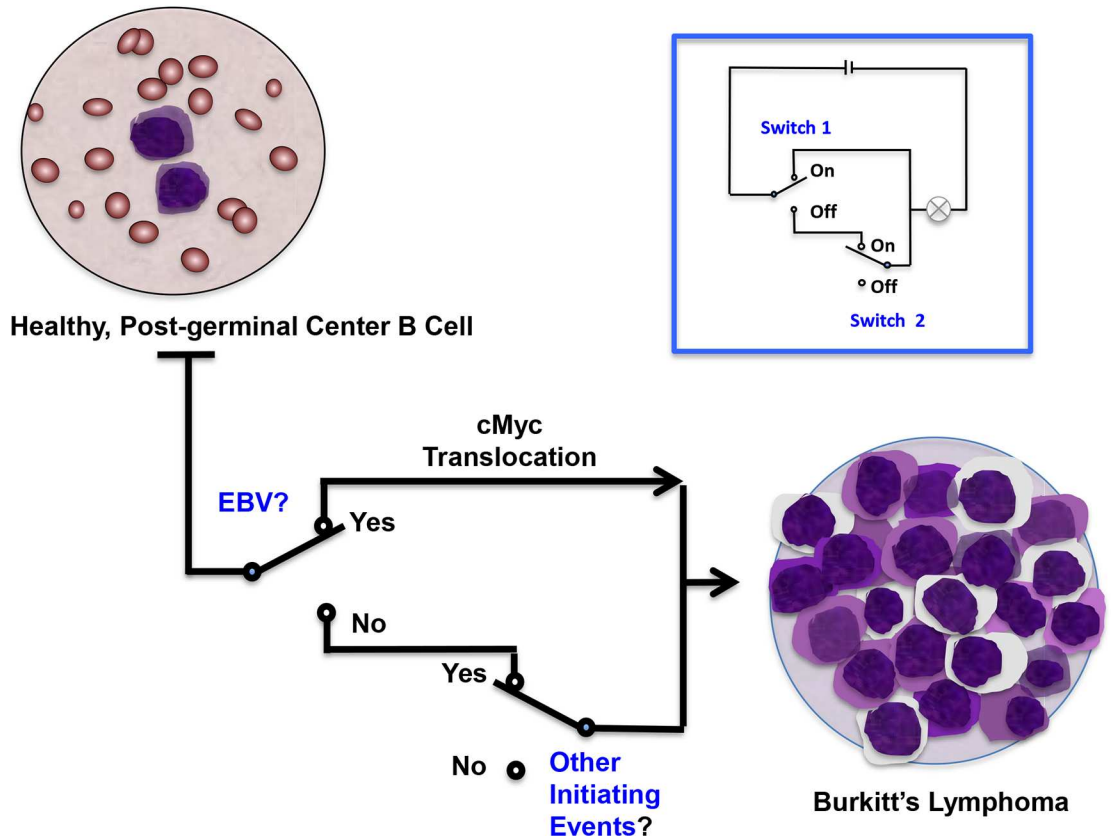 Switch 1
On
Off
On
Off
Switch 2
Healthy, Post-germinal Center B Cell
cMyc
Translocation
EBV?
Yes
No
Yes
No
Other
Initiating
Events?
Burkitt's Lymphoma